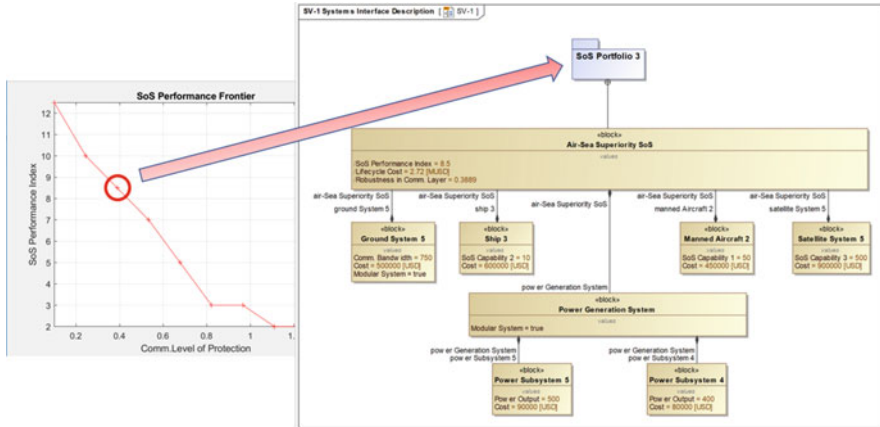 SV-1 Systems Interface Description [ SV-1 ]
SoS Portfolio 3
SoS Performance Frontier
12
11
10
9
8
7
6
5
4
3
2
SoS Performance Index
0.2
0.4
0.6
0.8
1
1.
Comm.Level of Protection
«block»
Air-Sea Superiority SoS
values
SoS Performance Index = 8.5
Lifecycle Cost = 2.72 [MUSD]
Robustness in Comm. Layer = 0.3889
air-Sea Superiority SoS
ground System 5
air-Sea Superiority SoS
ship 3
air-Sea Superiority SoS
air-Sea Superiority SoS
manned Aircraft 2
air-Sea Superiority SoS
satellite System 5
«block»
Ground System 5
values
Comm. Bandwidth = 750
Cost = 500000 [USD]
Modular System = true
«block»
Ship 3
values
SoS Capability 2 = 10
Cost = 600000 [USD]
«block»
Manned Aircraft 2
values
SoS Capability 1 = 50
Cost = 450000 [USD]
«block»
Satellite System 5
values
SoS Capability 3 = 500
Cost = 900000 [USD]
power Generation System
«block»
Power Generation System
values
Modular System = true
power Generation System
power Subsystem 5
power Generation System
power Subsystem 4
«block»
Power Subsystem 5
values
Power Output = 500
Cost = 90000 [USD]
«block»
Power Subsystem 4
values
Power Output = 400
Cost = 80000 [USD]